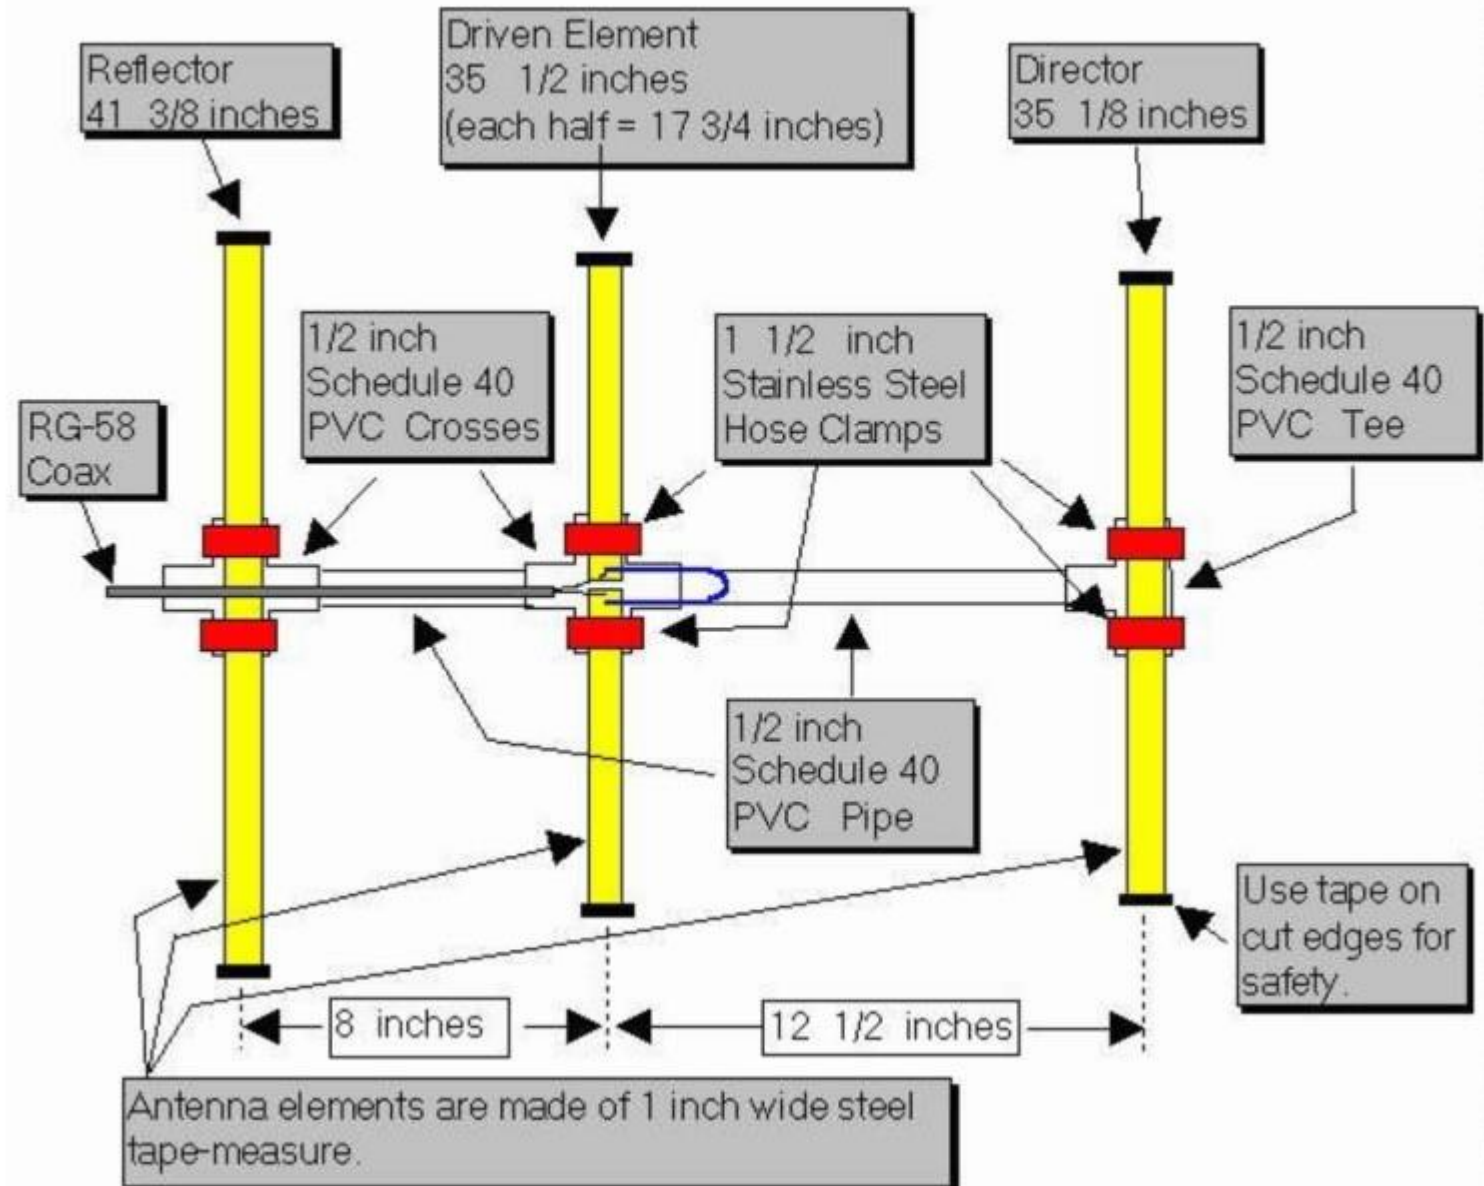 Reflector
41 3/8 inches
Driven Element
35 1/2 inches
(each half = 17 3/4 inches)
Director
35 1/8 inches
RG-58
Coax
1/2 inch
Schedule 40
PVC Crosses
1 1/2 inch
Stainless Steel
Hose Clamps
1/2 inch
Schedule 40
PVC Tee
1/2 inch
Schedule 40
PVC Pipe
Use tape on
cut edges for
safety.
8 inches
12 1/2 inches
Antenna elements are made of 1 inch wide steel
tape-measure.